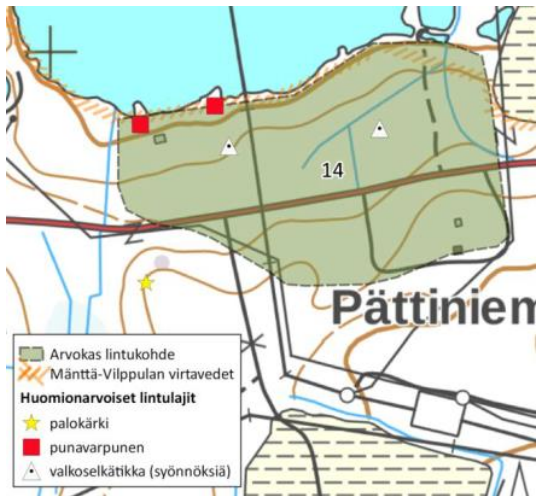 14
Pättiniem
Arvokas lintukohde
Mänttä-Vilppulan virtavedet
Huomionarvoiset lintulajit
palokärki
punavarpunen
valkoselkätikka (syönnöksiä)